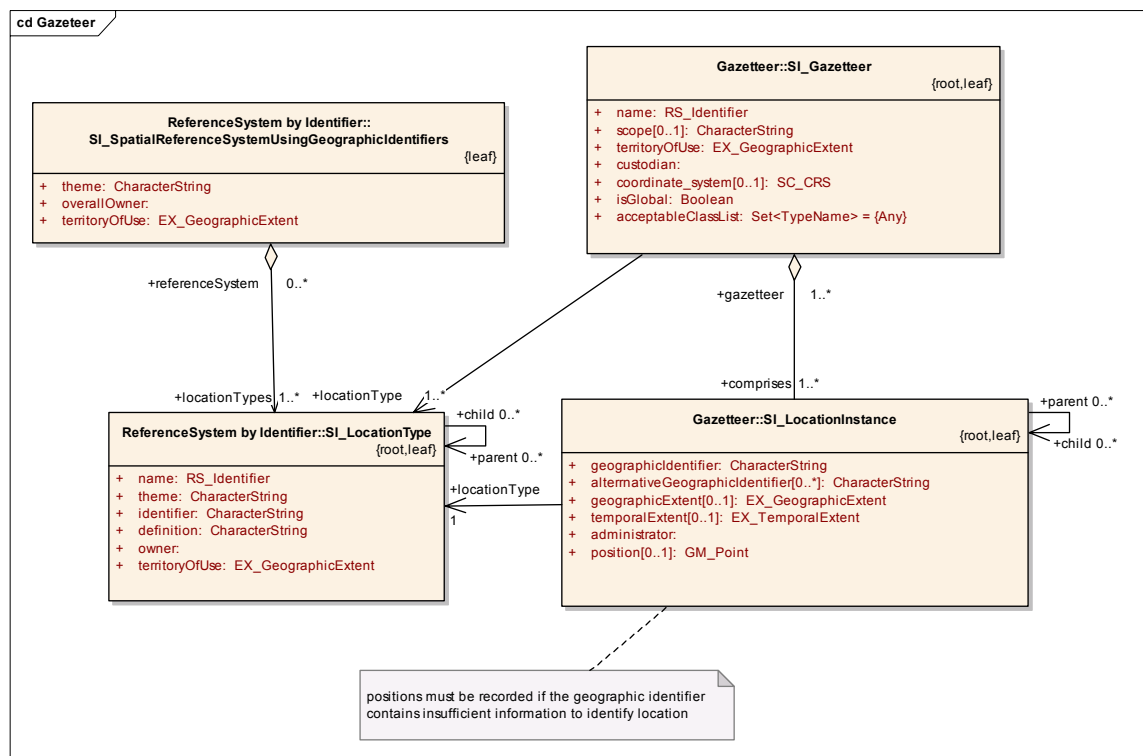 cd Gazeteer
Gazetteer::SI_Gazetteer
{root,leaf}
+ name: RS_Identifier
+ scope[0..1]: CharacterString
+ territoryOfUse: EX_GeographicExtent
+ custodian:
+ coordinate_system[0..1]: SC_CRS
+ isGlobal: Boolean
+ acceptableClassList: Set<TypeName> = {Any}
ReferenceSystem by Identifier::
SI_SpatialReferenceSystemUsingGeographicIdentifiers
{leaf}
+ theme: CharacterString
+ overallOwner:
+ territoryOfUse: EX_GeographicExtent
+referenceSystem 0..*
+gazetteer 1..*
+locationTypes 1..*
+locationType 1..*
+comprises 1..*
ReferenceSystem by Identifier::SI_LocationType
{root,leaf}
+ name: RS_Identifier
+ theme: CharacterString
+ identifier: CharacterString
+ definition: CharacterString
+ owner:
+ territoryOfUse: EX_GeographicExtent
+child 0..*
+parent 0..*
+locationType
1
Gazetteer::SI_LocationInstance
{root,leaf}
+ geographicIdentifier: CharacterString
+ alterrnativeGeographicIdentifier[0..*]: CharacterString
+ geographicExtent[0..1]: EX_GeographicExtent
+ temporalExtent[0..1]: EX_TemporalExtent
+ administrator:
+ position[0..1]: GM_Point
+parent 0..*
+child 0..*
positions must be recorded if the geographic identifier
contains insufficient information to identify location